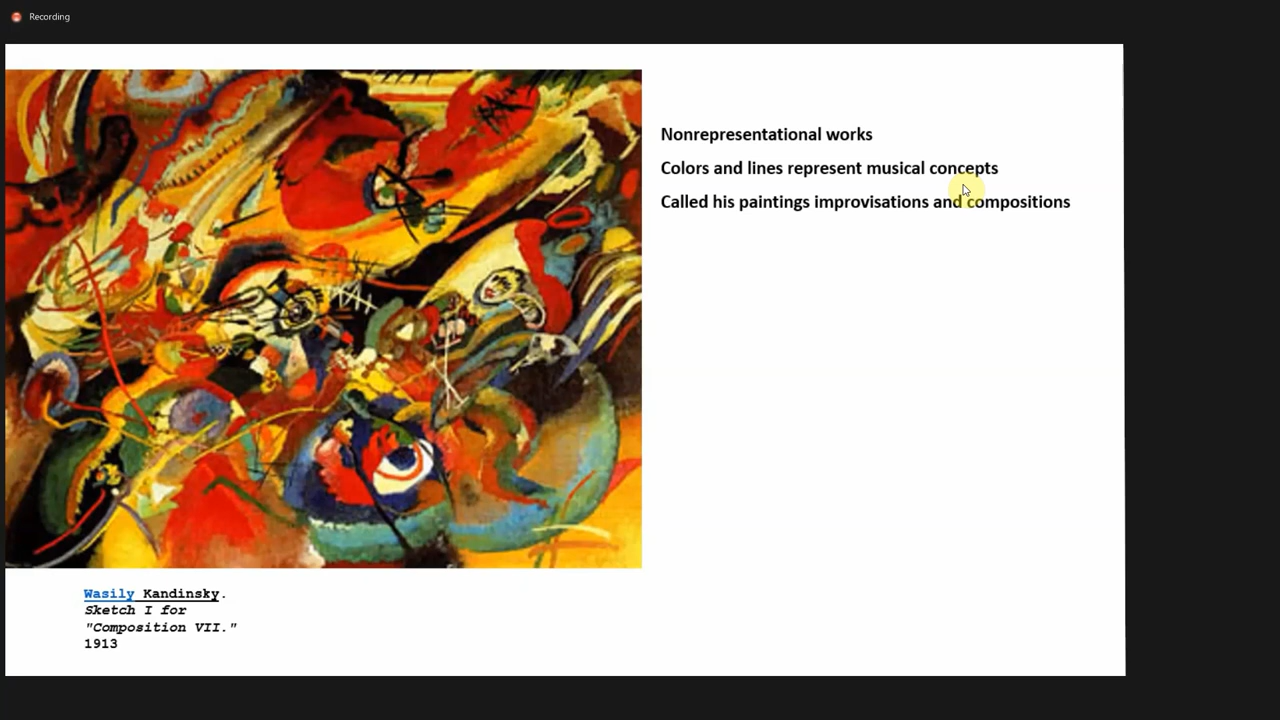 Recording
Nonrepresentational works
Colors and lines represent musical concepts
Called his paintings improvisations and compositions
Wasily Kandinsky.
Sketch I for
"Composition VII."
1913